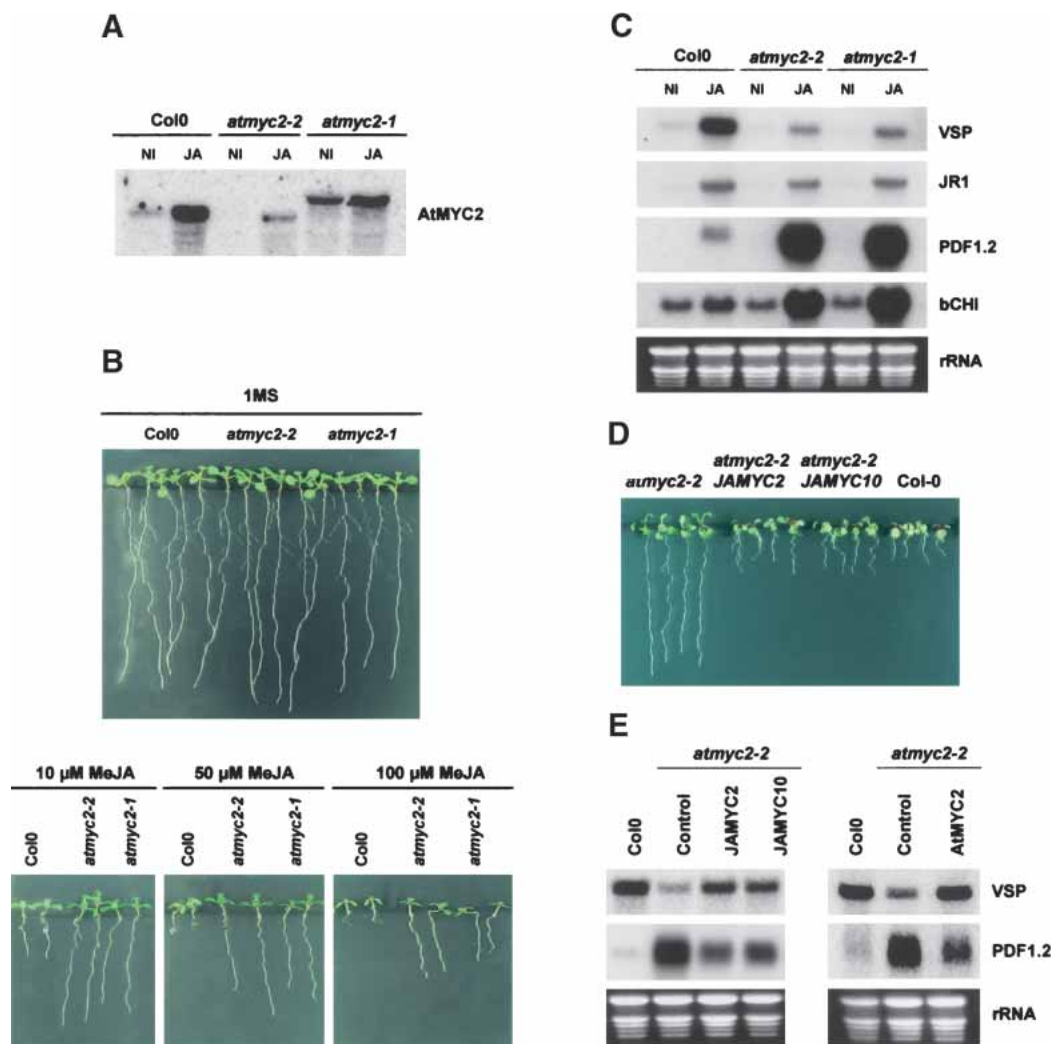 A
Col0 atmyc2-2 atmyc2-1
NI JA NI JA NI JA
AtMYC2
B
1MS
Col0 atmyc2-2 atmyc2-1
10 µM MeJA 50 µM MeJA 100 µM MeJA
Col0 atmyc2-2 atmyc2-1 Col0 atmyc2-2 atmyc2-1 Col0 atmyc2-2 atmyc2-1
C
Col0 atmyc2-2 atmyc2-1
NI JA NI JA NI JA
VSP
JR1
PDF1.2
bCHI
rRNA
D
atmyc2-2 atmyc2-2 JAMYC2 atmyc2-2 JAMYC10 Col-0
E
atmyc2-2 atmyc2-2
Col0 Control JAMYC2 JAMYC10 Col0 Control AtMYC2
VSP
PDF1.2
rRNA